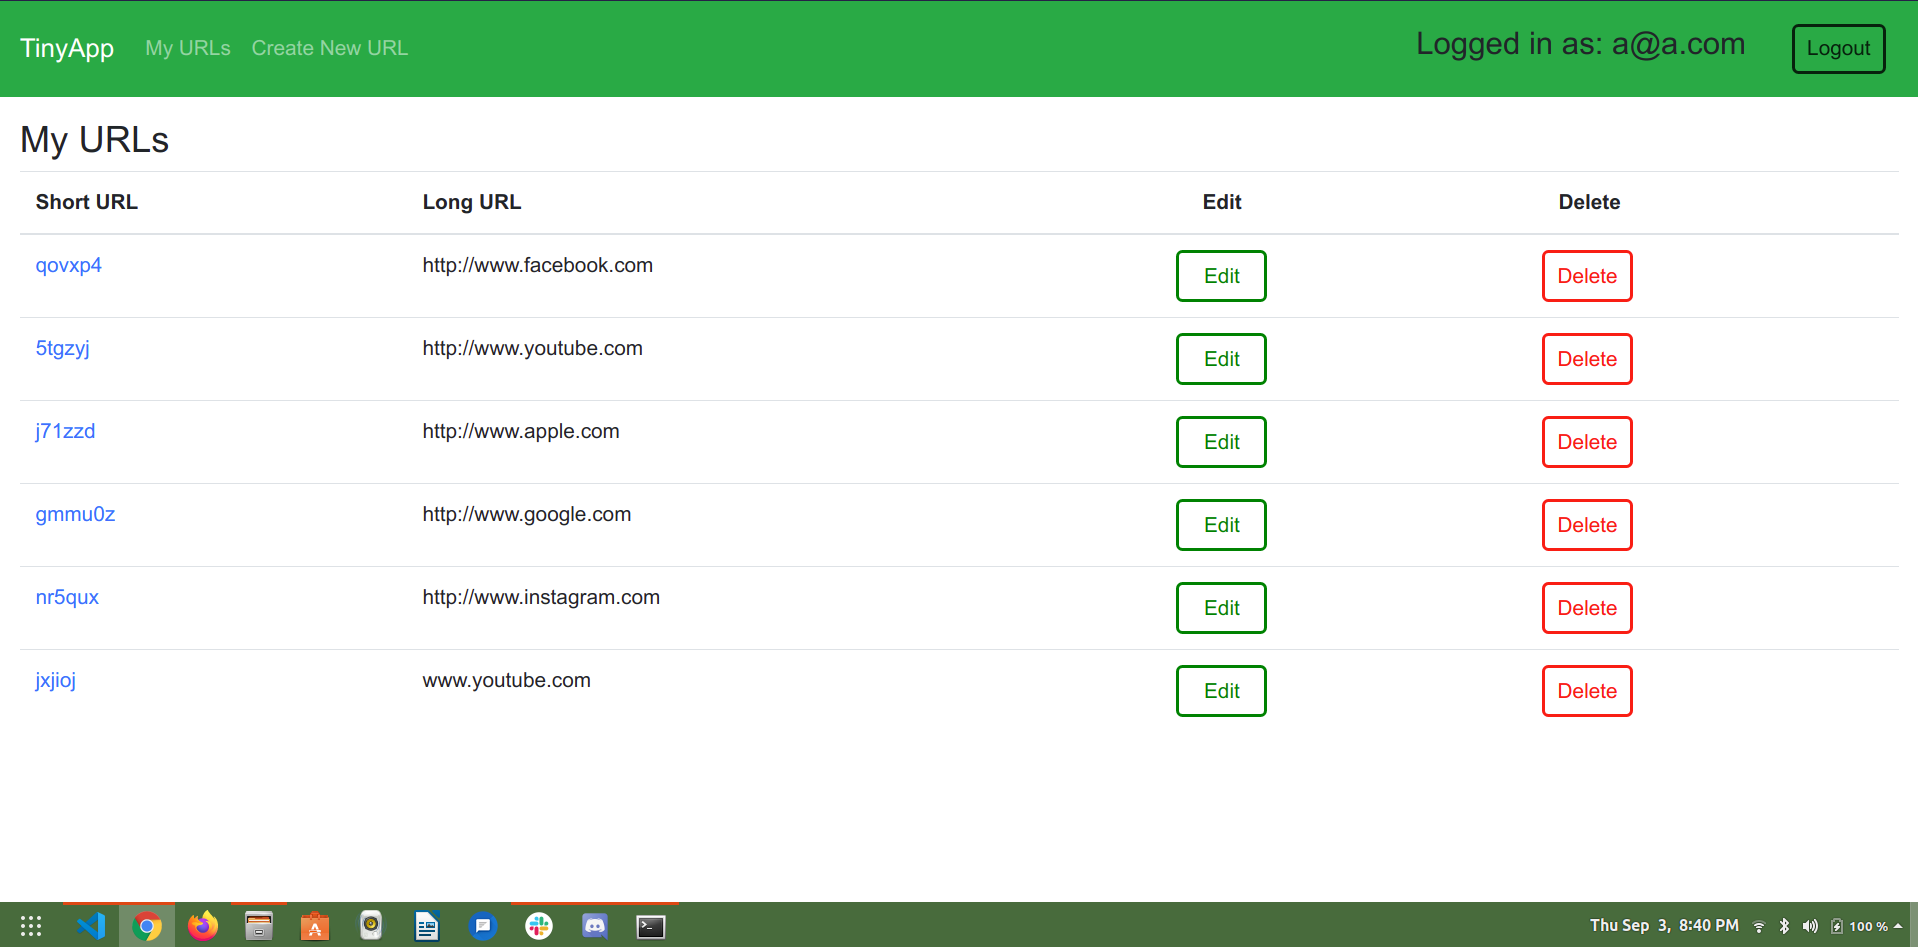 TinyApp My URLs Create New URL Logged in as: a@a.com Logout
My URLs
Short URL Long URL Edit Delete
qovxp4 http://www.facebook.com Edit Delete
5tgzyj http://www.youtube.com Edit Delete
j71zzd http://www.apple.com Edit Delete
gmmu0z http://www.google.com Edit Delete
nr5qux http://www.instagram.com Edit Delete
jxjioj www.youtube.com Edit Delete
Thu Sep 3, 8:40 PM 100 %